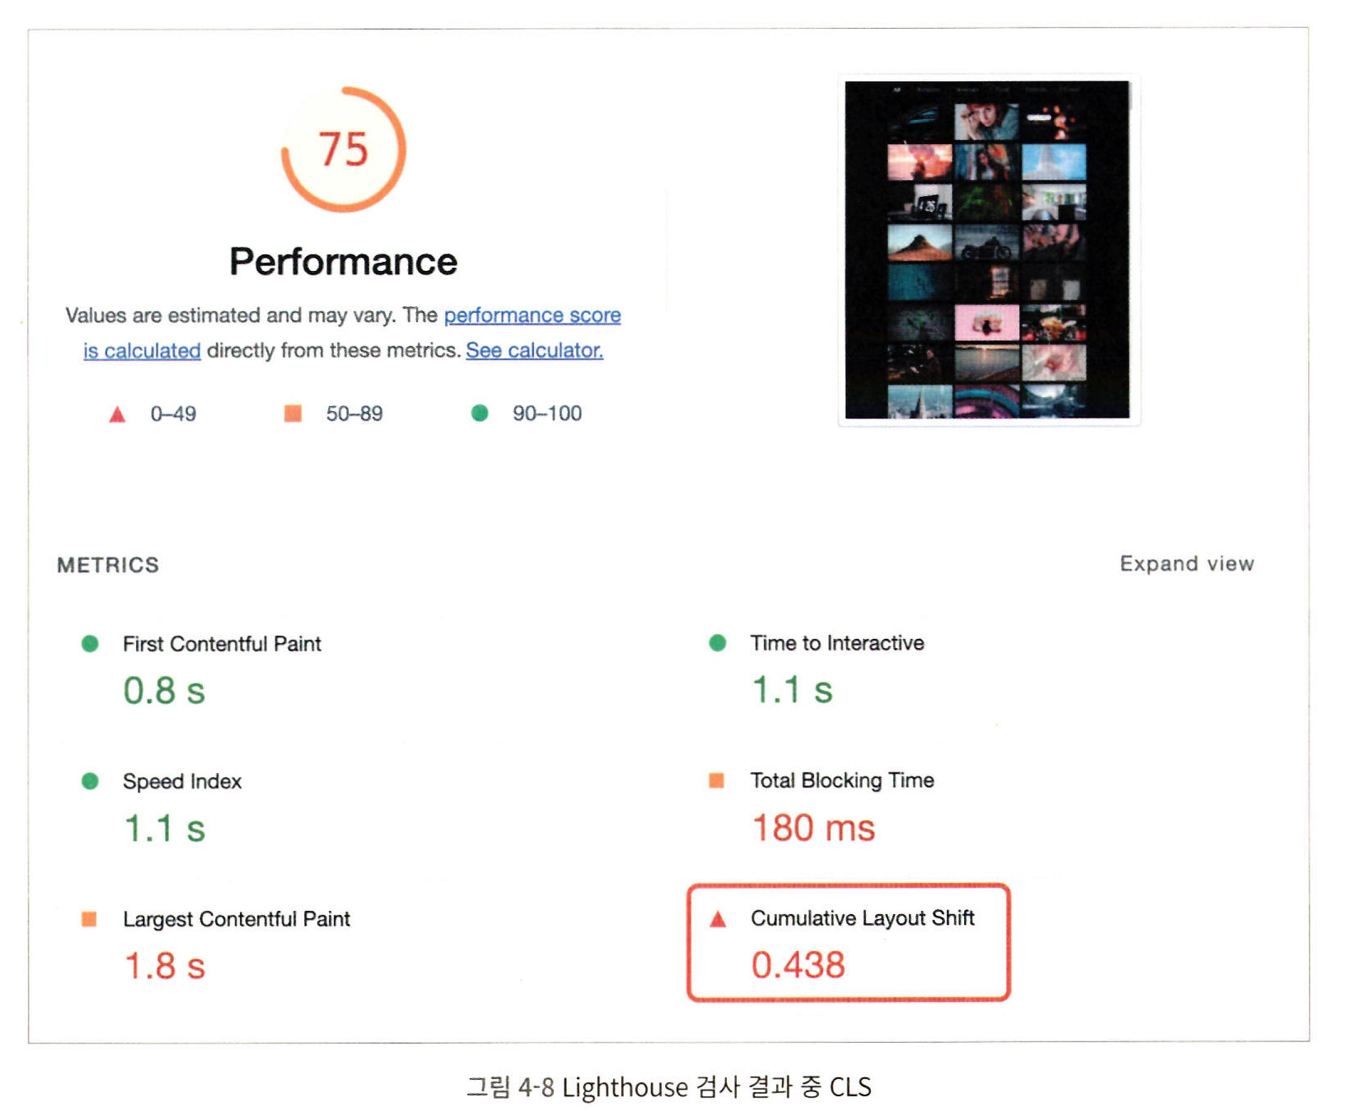 75
Performance
Values are estimated and may vary. The performance score
is calculated directly from these metrics. See calculator.
0–49
50–89
90–100
METRICS
Expand view
First Contentful Paint
0.8 s
Time to Interactive
1.1 s
Speed Index
1.1 s
Total Blocking Time
180 ms
Largest Contentful Paint
1.8 s
Cumulative Layout Shift
0.438
그림 4-8 Lighthouse 검사 결과 중 CLS